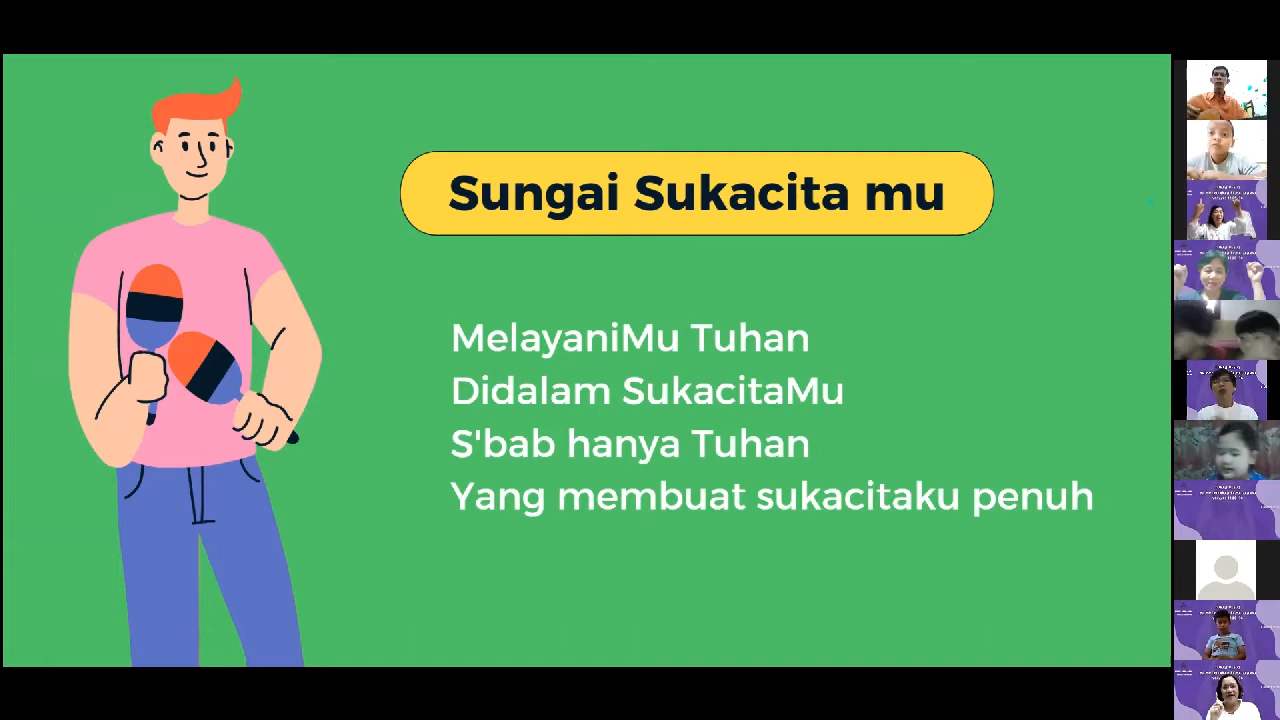 Sungai Sukacita mu
MelayaniMu Tuhan
Didalam SukacitaMu
S'bab hanya Tuhan
Yang membuat sukacitaku penuh